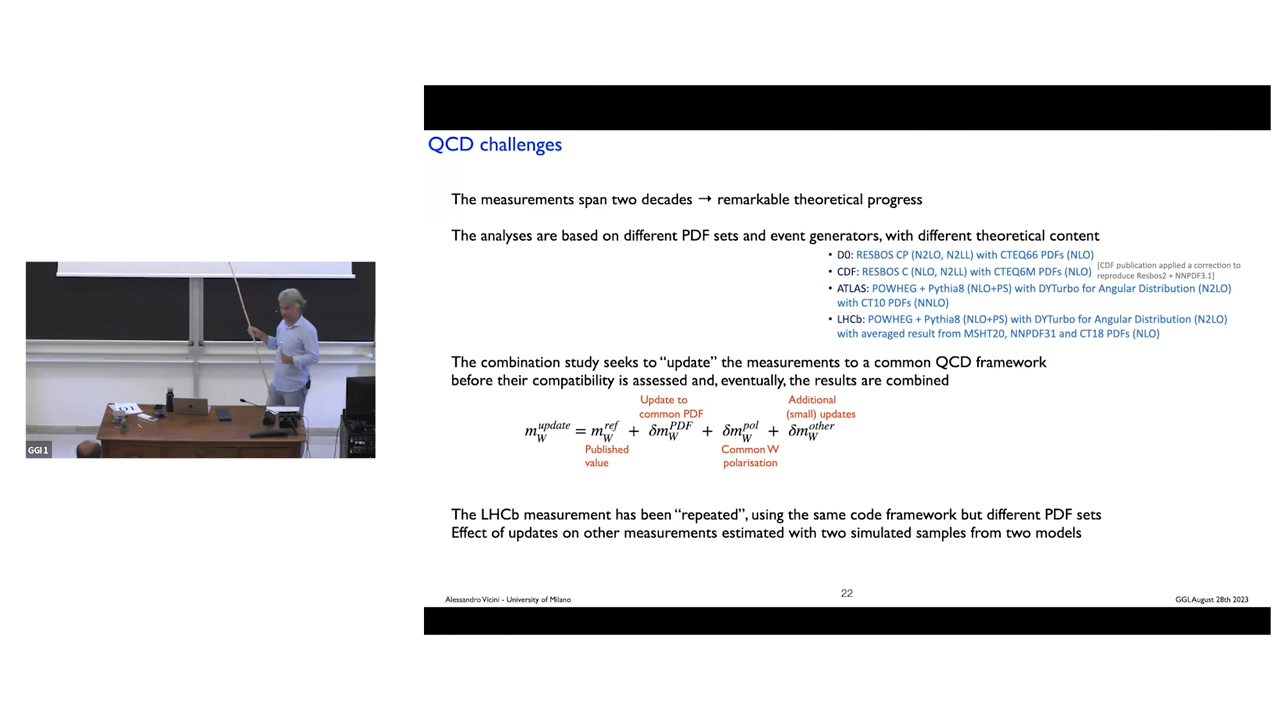 QCD challenges
The measurements span two decades → remarkable theoretical progress
The analyses are based on different PDF sets and event generators, with different theoretical content
• D0: RESBOS CP (N2LO, N2LL) with CTEQ66 PDFs (NLO)
• CDF: RESBOS C (NLO, N2LL) with CTEQ6M PDFs (NLO)
[CDF publication applied a correction to
reproduce Resbos2 + NNPDF3.1]
• ATLAS: POWHEG + Pythia8 (NLO+PS) with DYTurbo for Angular Distribution (N2LO)
with CT10 PDFs (NNLO)
• LHCb: POWHEG + Pythia8 (NLO+PS) with DYTurbo for Angular Distribution (N2LO)
with averaged result from MSHT20, NNPDF31 and CT18 PDFs (NLO)
The combination study seeks to “update” the measurements to a common QCD framework
before their compatibility is assessed and, eventually, the results are combined
Update to
common PDF
Additional
(small) updates
m_W^{update} = m_W^{ref} + δm_W^{PDF} + δm_W^{pol} + δm_W^{other}
Published
value
Common W
polarisation
The LHCb measurement has been “repeated”, using the same code framework but different PDF sets
Effect of updates on other measurements estimated with two simulated samples from two models
Alessandro Vicini - University of Milano
22
GGI, August 28th 2023
GGI 1